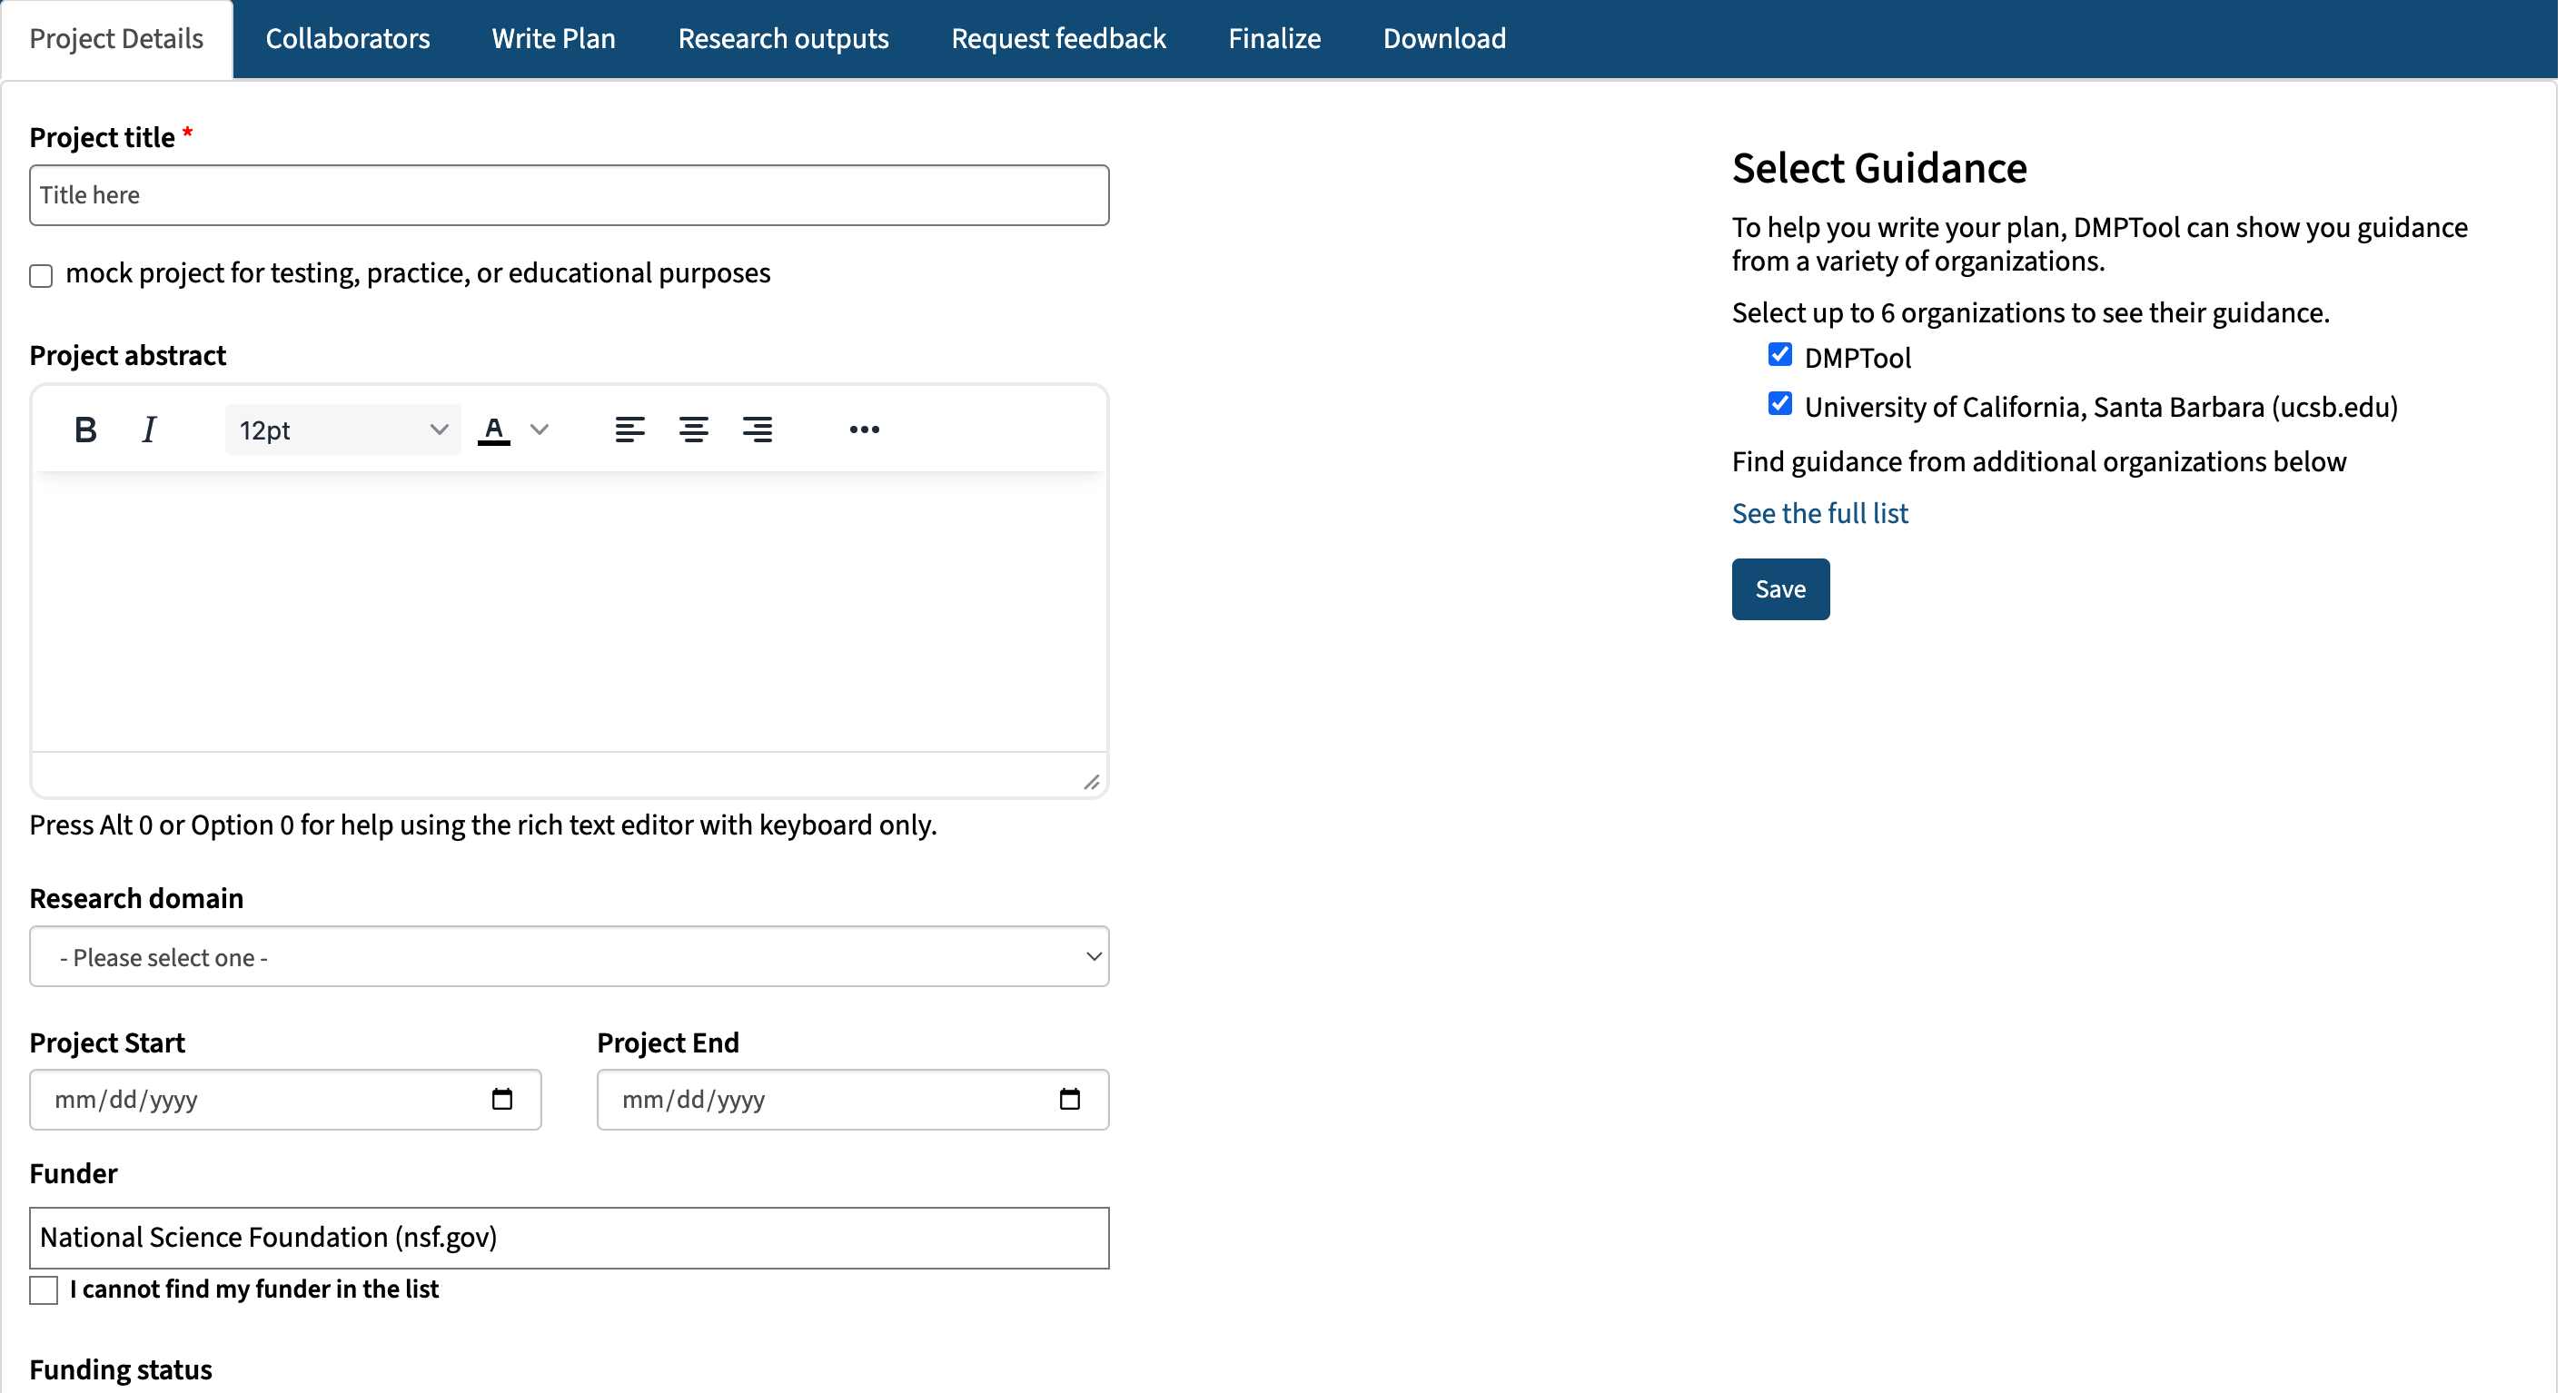 Project Details
Collaborators
Write Plan
Research outputs
Request feedback
Finalize
Download
Project title *
Title here
mock project for testing, practice, or educational purposes
Project abstract
B I 12pt A
Press Alt 0 or Option 0 for help using the rich text editor with keyboard only.
Research domain
- Please select one -
Project Start
mm/dd/yyyy
Project End
mm/dd/yyyy
Funder
National Science Foundation (nsf.gov)
I cannot find my funder in the list
Funding status
Select Guidance
To help you write your plan, DMPTool can show you guidance
from a variety of organizations.
Select up to 6 organizations to see their guidance.
DMPTool
University of California, Santa Barbara (ucsb.edu)
Find guidance from additional organizations below
See the full list
Save